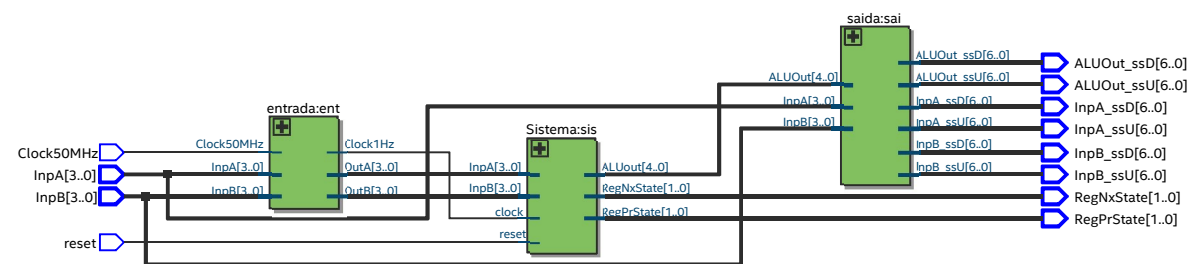 saida:sai
ALUOut[4..0]
InpA[3..0]
InpB[3..0]
ALUOut_ssD[6..0]
ALUOut_ssU[6..0]
InpA_ssD[6..0]
InpA_ssU[6..0]
InpB_ssD[6..0]
InpB_ssU[6..0]
ALUOut_ssD[6..0]
ALUOut_ssU[6..0]
InpA_ssD[6..0]
InpA_ssU[6..0]
InpB_ssD[6..0]
InpB_ssU[6..0]
RegNxState[1..0]
RegPrState[1..0]
entrada:ent
Clock50MHz
InpA[3..0]
InpB[3..0]
Clock1Hz
OutA[3..0]
OutB[3..0]
Sistema:sis
InpA[3..0]
InpB[3..0]
clock
reset
ALUout[4..0]
RegNxState[1..0]
RegPrState[1..0]
Clock50MHz
InpA[3..0]
InpB[3..0]
reset